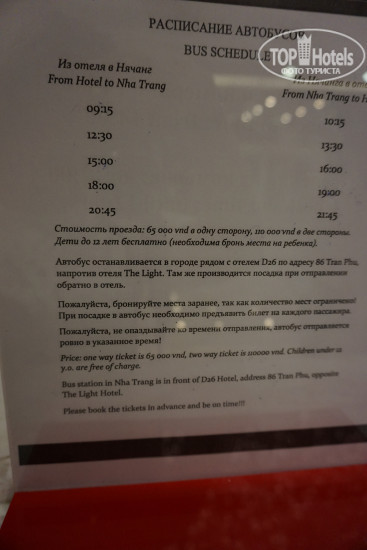 TOP Hotels
ФОТО ТУРИСТА
РАСПИСАНИЕ АВТОБУСОВ
BUS SCHEDULE
Из отеля в Нячанг
From Hotel to Nha Trang
Из Нячанга в оте
From Nha Trang to H
09:15
10:15
12:30
13:30
15:00
16:00
18:00
19:00
20:45
21:45
Стоимость проезда: 65 000 vnd в одну сторону, 110 000 vnd в две стороны.
Дети до 12 лет бесплатно (необходима бронь места на ребенка).
Автобус останавливается в городе рядом с отелем D26 по адресу 86 Tran Phu,
напротив отеля The Light. Там же производится посадка при отправлении
обратно в отель.
Пожалуйста, бронируйте места заранее, так как количество мест ограничено!
При посадке в автобус необходимо предъявить билет на каждого пассажира.
Пожалуйста, не опаздывайте ко времени отправления, автобус отправляется
ровно в указанное время!
Price: one way ticket is 65 000 vnd, two way ticket is 110000 vnd. Children under 12
y.o. are free of charge.
Bus station in Nha Trang is in front of D26 Hotel, address 86 Tran Phu, opposite
The Light Hotel.
Please book the tickets in advance and be on time!!!